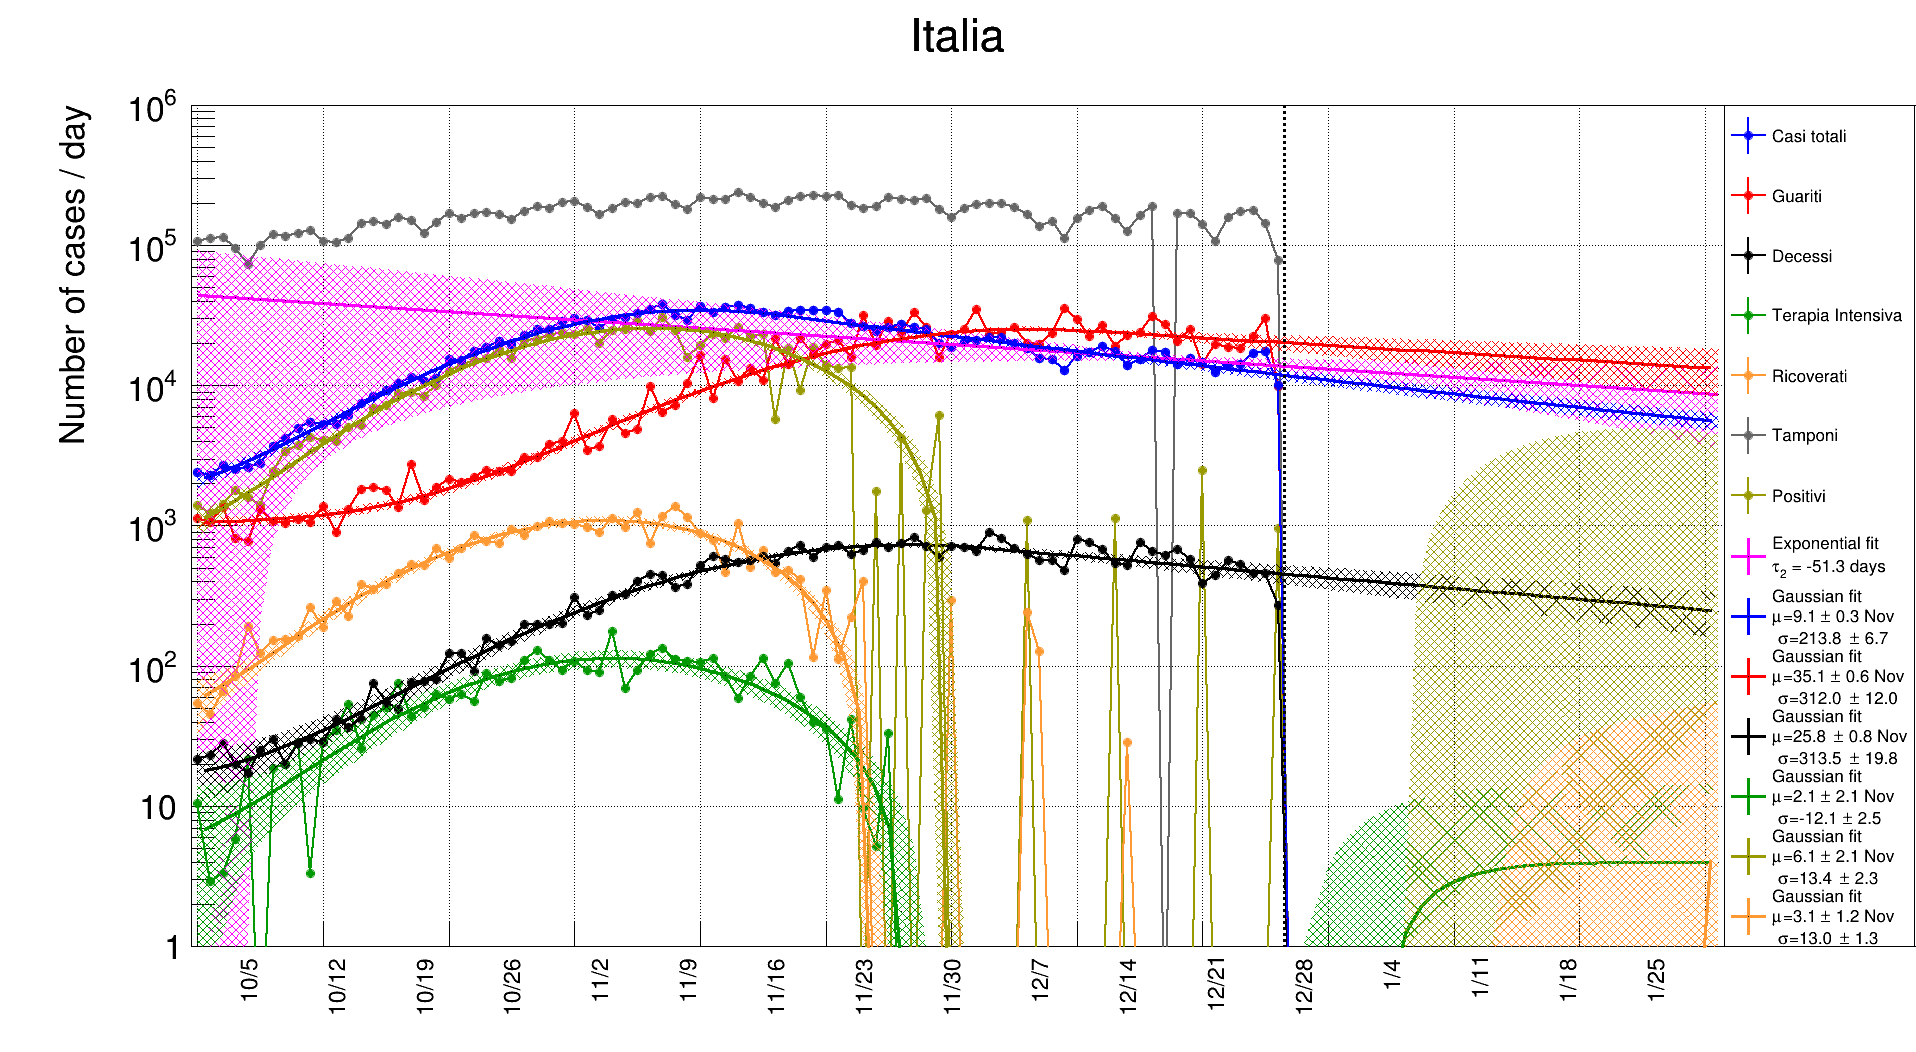 Italia
Number of cases / day
10^6
10^5
10^4
10^3
10^2
10
1
10/5
10/12
10/19
10/26
11/2
11/9
11/16
11/23
11/30
12/7
12/14
12/21
12/28
1/4
1/11
1/18
1/25
Casi totali
Guariti
Decessi
Terapia Intensiva
Ricoverati
Tamponi
Positivi
Exponential fit
τ_2 = -51.3 days
Gaussian fit
μ=9.1 ± 0.3 Nov
σ=213.8 ± 6.7
Gaussian fit
μ=35.1 ± 0.6 Nov
σ=312.0 ± 12.0
Gaussian fit
μ=25.8 ± 0.8 Nov
σ=313.5 ± 19.8
Gaussian fit
μ=2.1 ± 2.1 Nov
σ=-12.1 ± 2.5
Gaussian fit
μ=6.1 ± 2.1 Nov
σ=13.4 ± 2.3
Gaussian fit
μ=3.1 ± 1.2 Nov
σ=13.0 ± 1.3